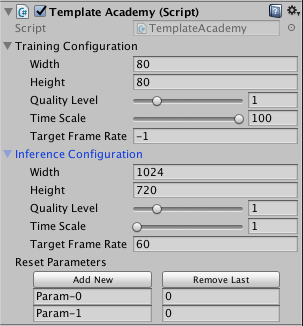 Template Academy (Script)
Script TemplateAcademy
Training Configuration
Width 80
Height 80
Quality Level 1
Time Scale 100
Target Frame Rate -1
Inference Configuration
Width 1024
Height 720
Quality Level 1
Time Scale 1
Target Frame Rate 60
Reset Parameters
Add New Remove Last
Param-0 0
Param-1 0